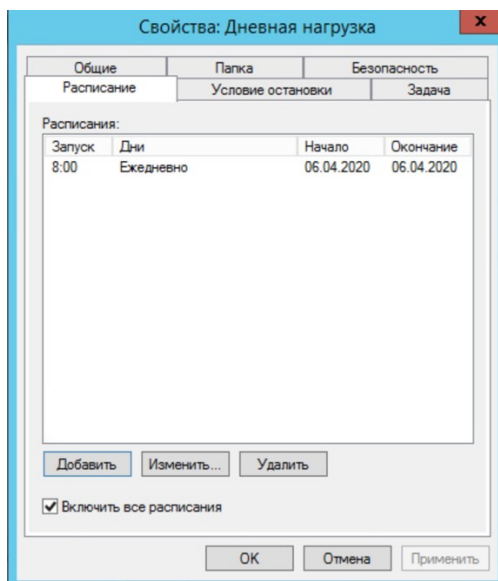 Свойства: Дневная нагрузка
x
Общие Папка Безопасность
Расписание Условие остановки Задача
Расписания:
Запуск Дни Начало Окончание
8:00 Ежедневно 06.04.2020 06.04.2020
Добавить Изменить... Удалить
Включить все расписания
OK Отмена Применить